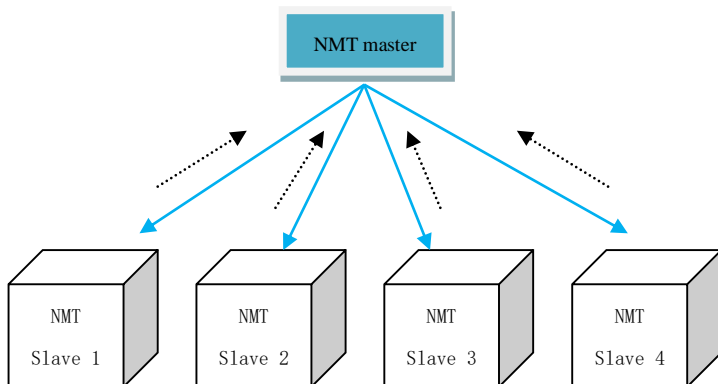 NMT master
NMT
Slave 1
NMT
Slave 2
NMT
Slave 3
NMT
Slave 4